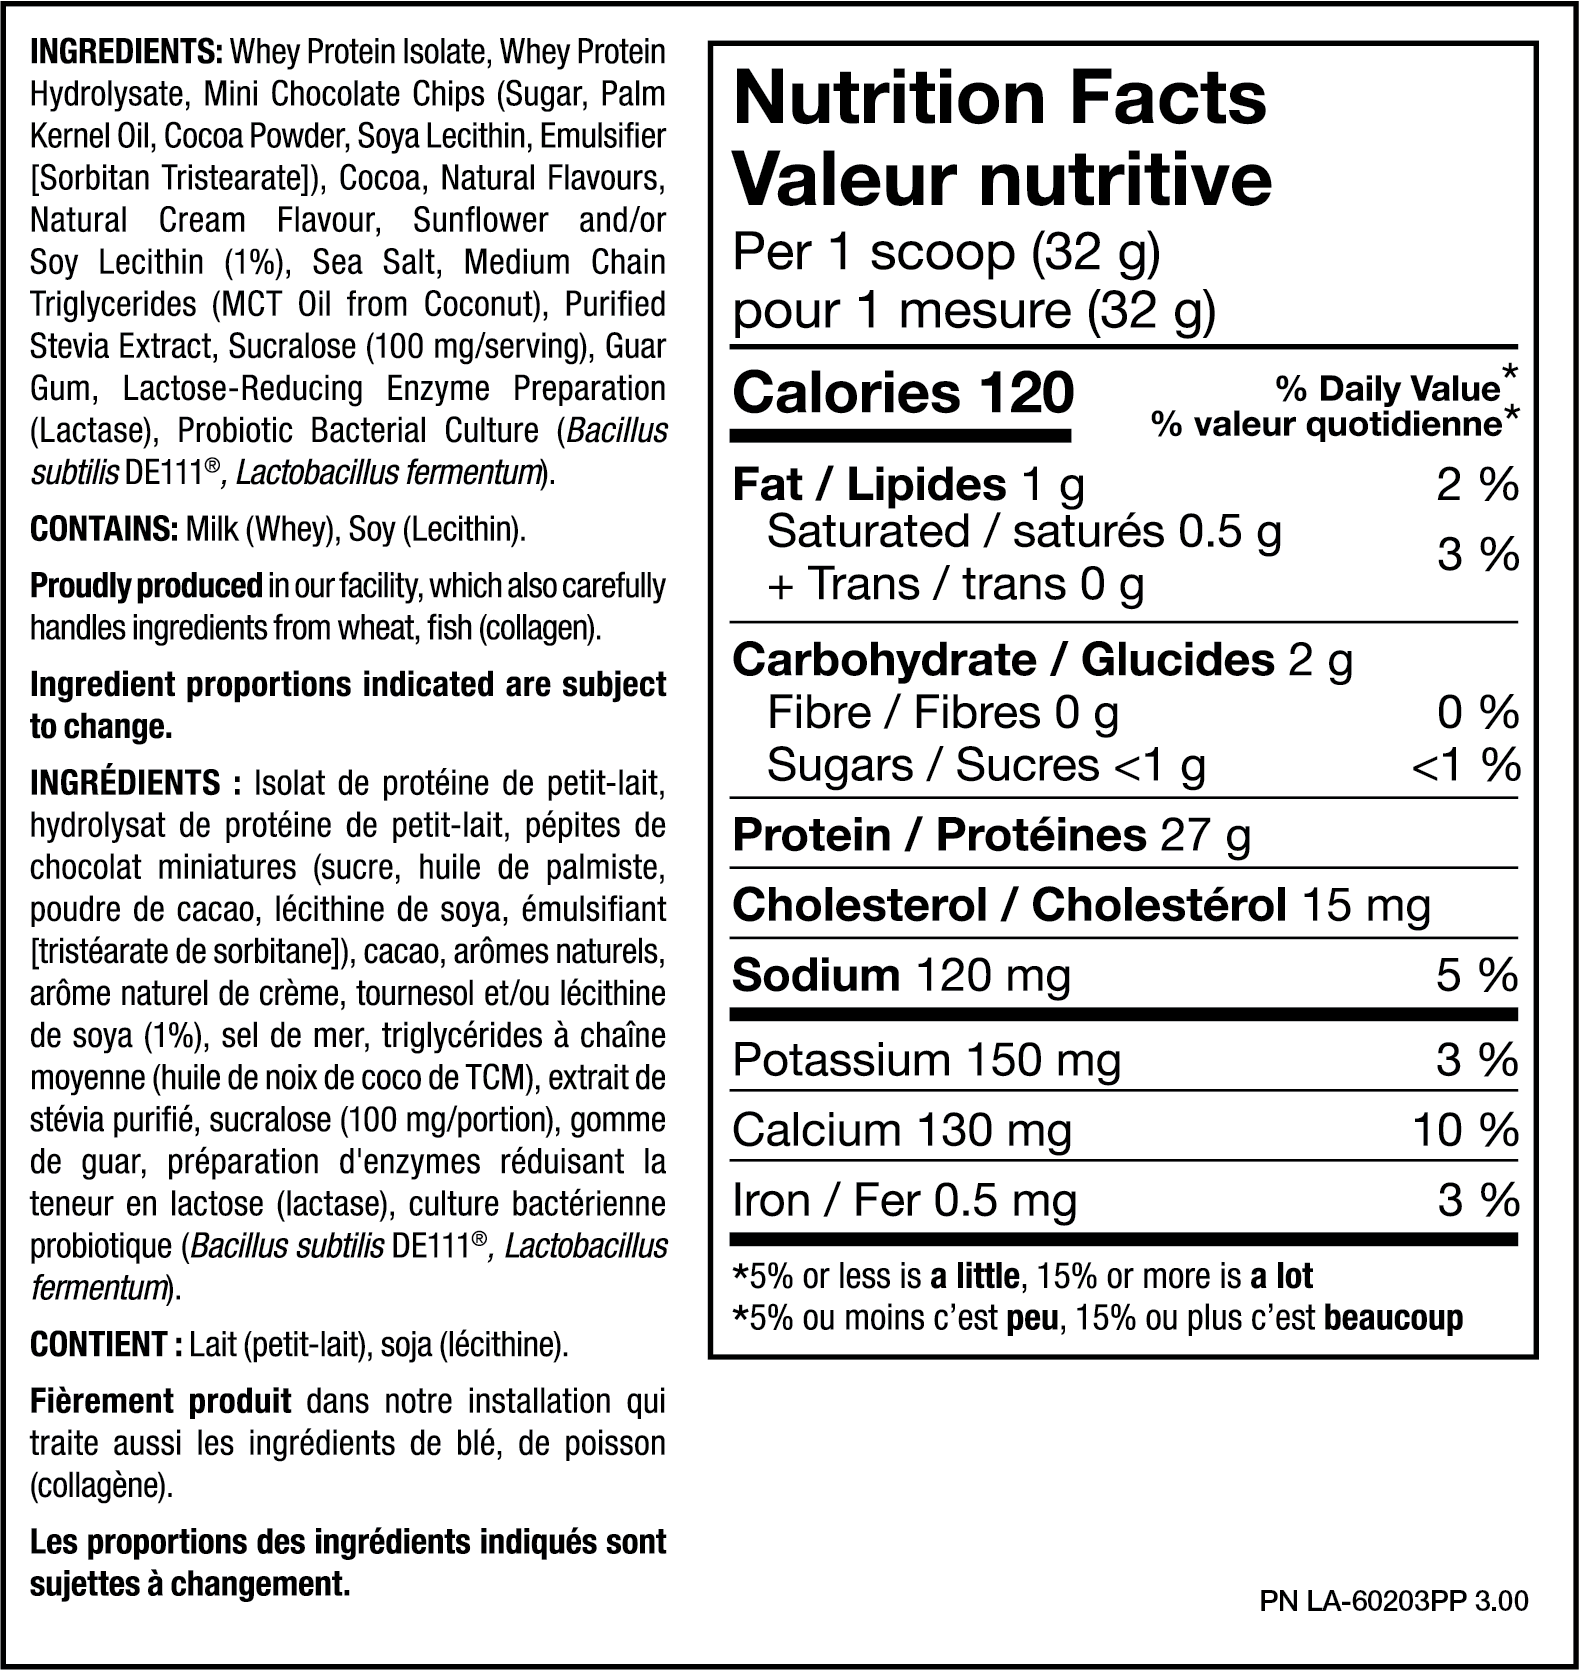 INGREDIENTS: Whey Protein Isolate, Whey Protein
Hydrolysate, Mini Chocolate Chips (Sugar, Palm
Kernel Oil, Cocoa Powder, Soya Lecithin, Emulsifier
[Sorbitan Tristearate]), Cocoa, Natural Flavours,
Natural Cream Flavour, Sunflower and/or
Soy Lecithin (1%), Sea Salt, Medium Chain
Triglycerides (MCT Oil from Coconut), Purified
Stevia Extract, Sucralose (100 mg/serving), Guar
Gum, Lactose-Reducing Enzyme Preparation
(Lactase), Probiotic Bacterial Culture (Bacillus
subtilis DE111®, Lactobacillus fermentum).
CONTAINS: Milk (Whey), Soy (Lecithin).
Proudly produced in our facility, which also carefully
handles ingredients from wheat, fish (collagen).
Ingredient proportions indicated are subject
to change.
INGRÉDIENTS : Isolat de protéine de petit-lait,
hydrolysat de protéine de petit-lait, pépites de
chocolat miniatures (sucre, huile de palmiste,
poudre de cacao, lécithine de soya, émulsifiant
[tristéarate de sorbitane]), cacao, arômes naturels,
arôme naturel de crème, tournesol et/ou lécithine
de soya (1%), sel de mer, triglycérides à chaîne
moyenne (huile de noix de coco de TCM), extrait de
stévia purifié, sucralose (100 mg/portion), gomme
de guar, préparation d'enzymes réduisant la
teneur en lactose (lactase), culture bactérienne
probiotique (Bacillus subtilis DE111®, Lactobacillus
fermentum).
CONTIENT : Lait (petit-lait), soja (lécithine).
Fièrement produit dans notre installation qui
traite aussi les ingrédients de blé, de poisson
(collagène).
Les proportions des ingrédients indiqués sont
sujettes à changement.
Nutrition Facts
Valeur nutritive
Per 1 scoop (32 g)
pour 1 mesure (32 g)
Calories 120
% Daily Value*
% valeur quotidienne*
Fat / Lipides 1 g 2 %
Saturated / saturés 0.5 g
+ Trans / trans 0 g 3 %
Carbohydrate / Glucides 2 g
Fibre / Fibres 0 g 0 %
Sugars / Sucres <1 g <1 %
Protein / Protéines 27 g
Cholesterol / Cholestérol 15 mg
Sodium 120 mg 5 %
Potassium 150 mg 3 %
Calcium 130 mg 10 %
Iron / Fer 0.5 mg 3 %
*5% or less is a little, 15% or more is a lot
*5% ou moins c’est peu, 15% ou plus c’est beaucoup
PN LA-60203PP 3.00